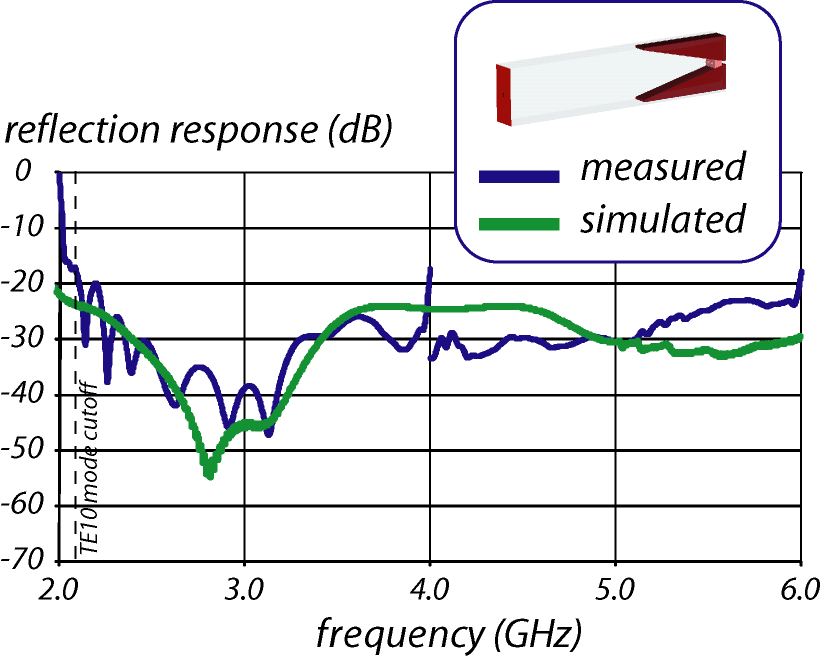 reflection response (dB)
measured
simulated
0
-10
-20
-30
-40
-50
-60
-70
TE10 mode cutoff
2.0 3.0 4.0 5.0 6.0
frequency (GHz)